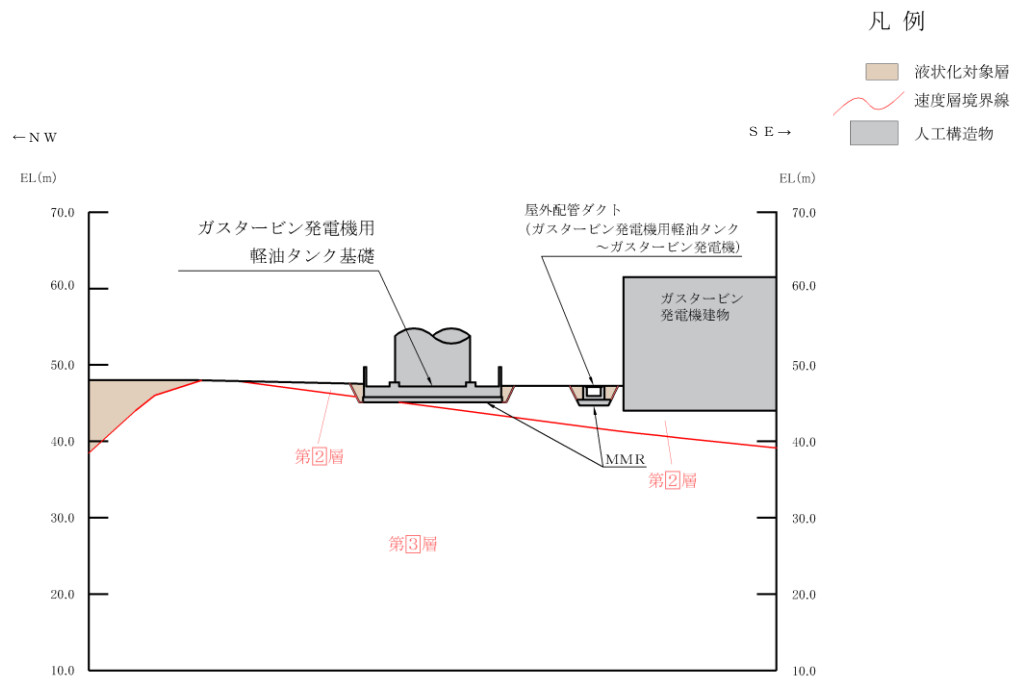 凡 例
液状化対象層
速度層境界線
人工構造物
←NW
SE→
EL(m)
EL(m)
70.0
60.0
50.0
40.0
30.0
20.0
10.0
ガスタービン発電機用
軽油タンク基礎
屋外配管ダクト
(ガスタービン発電機用軽油タンク
～ガスタービン発電機)
ガスタービン
発電機建物
第2層
MMR
第2層
第3層
70.0
60.0
50.0
40.0
30.0
20.0
10.0